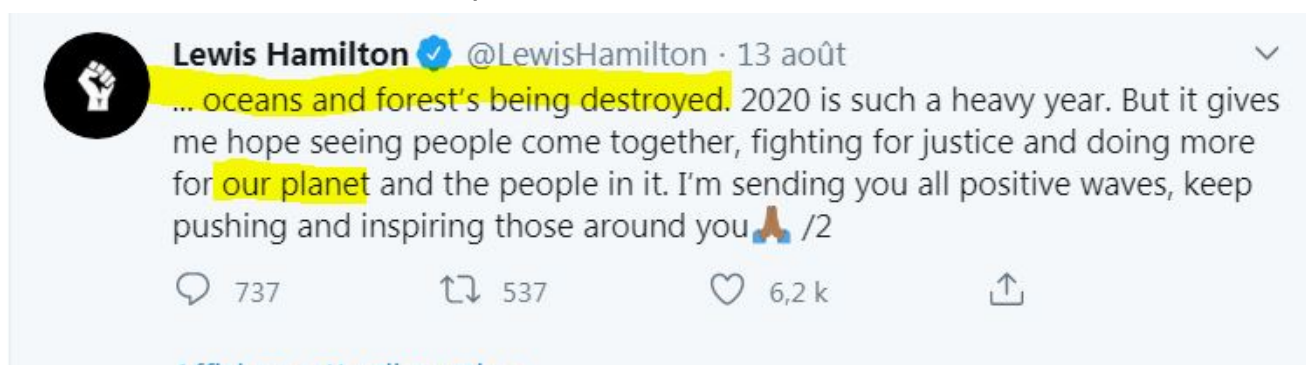 Lewis Hamilton @LewisHamilton · 13 août
... oceans and forest's being destroyed. 2020 is such a heavy year. But it gives
me hope seeing people come together, fighting for justice and doing more
for our planet and the people in it. I'm sending you all positive waves, keep
pushing and inspiring those around you🙏🏾 /2
737 537 6,2 k